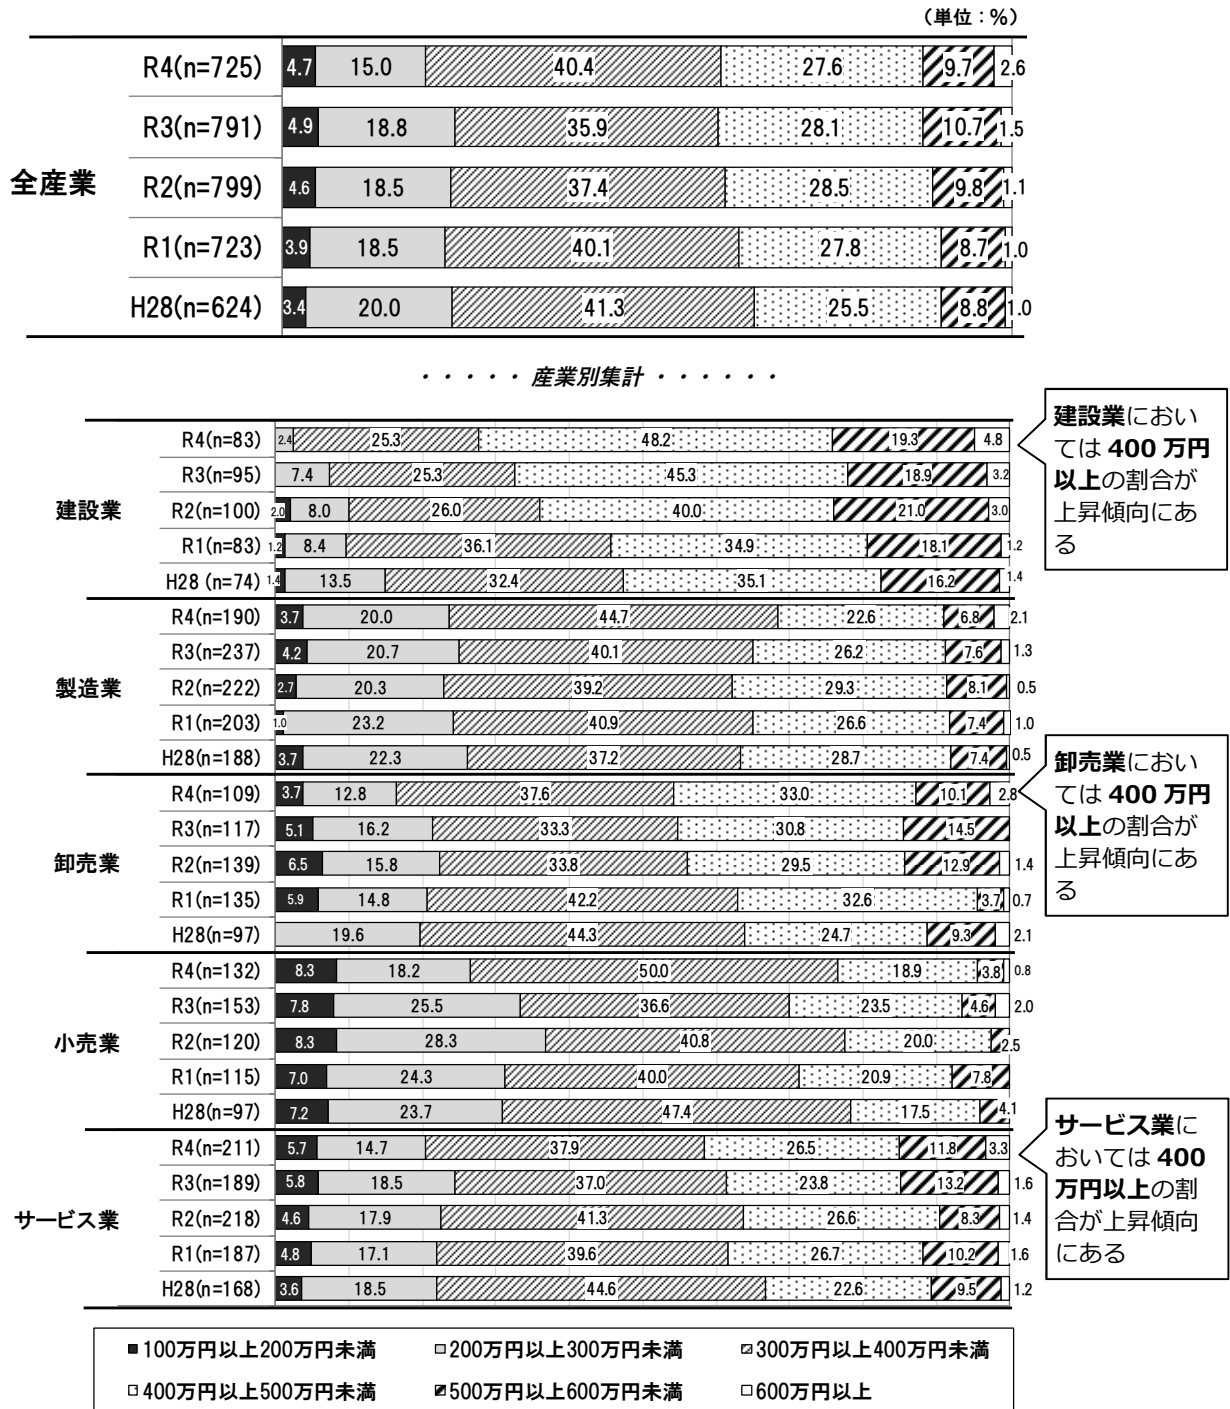 （単位：%）
R4(n=725) 4.7 15.0 40.4 27.6 9.7 2.6
R3(n=791) 4.9 18.8 35.9 28.1 10.7 1.5
全産業 R2(n=799) 4.6 18.5 37.4 28.5 9.8 1.1
R1(n=723) 3.9 18.5 40.1 27.8 8.7 1.0
H28(n=624) 3.4 20.0 41.3 25.5 8.8 1.0
・・・・・産業別集計・・・・・・
R4(n=83) 2.4 25.3 48.2 19.3 4.8
R3(n=95) 7.4 25.3 45.3 18.9 3.2
建設業 R2(n=100) 2.0 8.0 26.0 40.0 21.0 3.0
R1(n=83) 1.2 8.4 36.1 34.9 18.1 1.2
H28 (n=74) 1.4 13.5 32.4 35.1 16.2 1.4
建設業におい
ては 400 万円
以上の割合が
上昇傾向にあ
る
R4(n=190) 3.7 20.0 44.7 22.6 6.8 2.1
R3(n=237) 4.2 20.7 40.1 26.2 7.6 1.3
製造業 R2(n=222) 2.7 20.3 39.2 29.3 8.1 0.5
R1(n=203) 1.0 23.2 40.9 26.6 7.4 1.0
H28(n=188) 3.7 22.3 37.2 28.7 7.4 0.5
R4(n=109) 3.7 12.8 37.6 33.0 10.1 2.8
R3(n=117) 5.1 16.2 33.3 30.8 14.5
卸売業 R2(n=139) 6.5 15.8 33.8 29.5 12.9 1.4
R1(n=135) 5.9 14.8 42.2 32.6 3.7 0.7
H28(n=97) 19.6 44.3 24.7 9.3 2.1
卸売業におい
ては 400 万円
以上の割合が
上昇傾向にあ
る
R4(n=132) 8.3 18.2 50.0 18.9 3.8 0.8
R3(n=153) 7.8 25.5 36.6 23.5 4.6 2.0
小売業 R2(n=120) 8.3 28.3 40.8 20.0 2.5
R1(n=115) 7.0 24.3 40.0 20.9 7.8
H28(n=97) 7.2 23.7 47.4 17.5 4.1
R4(n=211) 5.7 14.7 37.9 26.5 11.8 3.3
R3(n=189) 5.8 18.5 37.0 23.8 13.2 1.6
サービス業 R2(n=218) 4.6 17.9 41.3 26.6 8.3 1.4
R1(n=187) 4.8 17.1 39.6 26.7 10.2 1.6
H28(n=168) 3.6 18.5 44.6 22.6 9.5 1.2
サービス業に
おいては 400
万円以上の割
合が上昇傾向
にある
100万円以上200万円未満 200万円以上300万円未満 300万円以上400万円未満
400万円以上500万円未満 500万円以上600万円未満 600万円以上